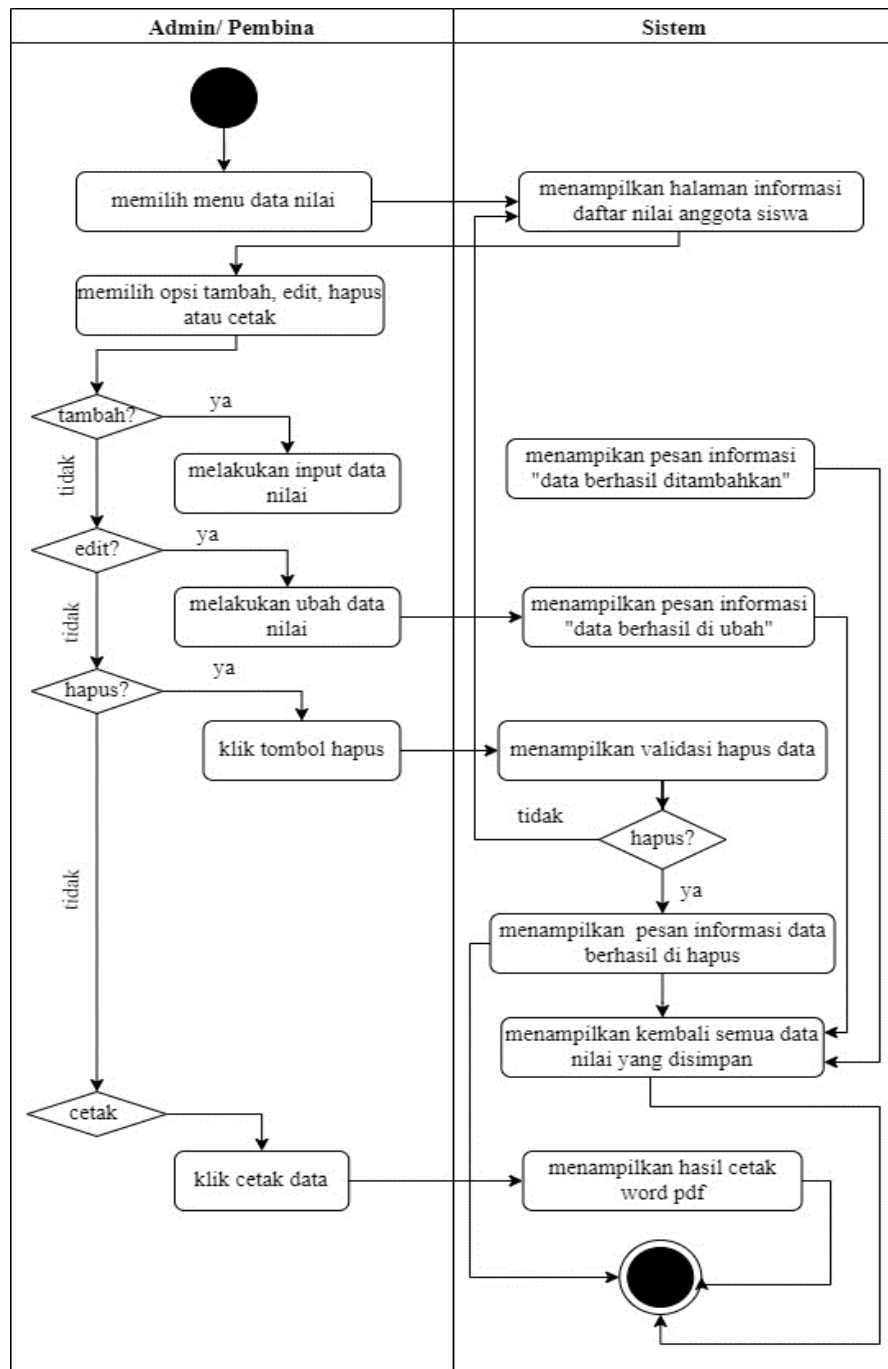 Admin/ Pembina
Sistem
memilih menu data nilai
menampilkan halaman informasi
daftar nilai anggota siswa
memilih opsi tambah, edit, hapus
atau cetak
tambah?
ya
tidak
melakukan input data
nilai
menampikan pesan informasi
"data berhasil ditambahkan"
edit?
ya
tidak
melakukan ubah data
nilai
menampilkan pesan informasi
"data berhasil di ubah"
hapus?
ya
klik tombol hapus
menampilkan validasi hapus data
tidak
hapus?
ya
tidak
menampilkan pesan informasi data
berhasil di hapus
menampilkan kembali semua data
nilai yang disimpan
cetak
klik cetak data
menampilkan hasil cetak
word pdf